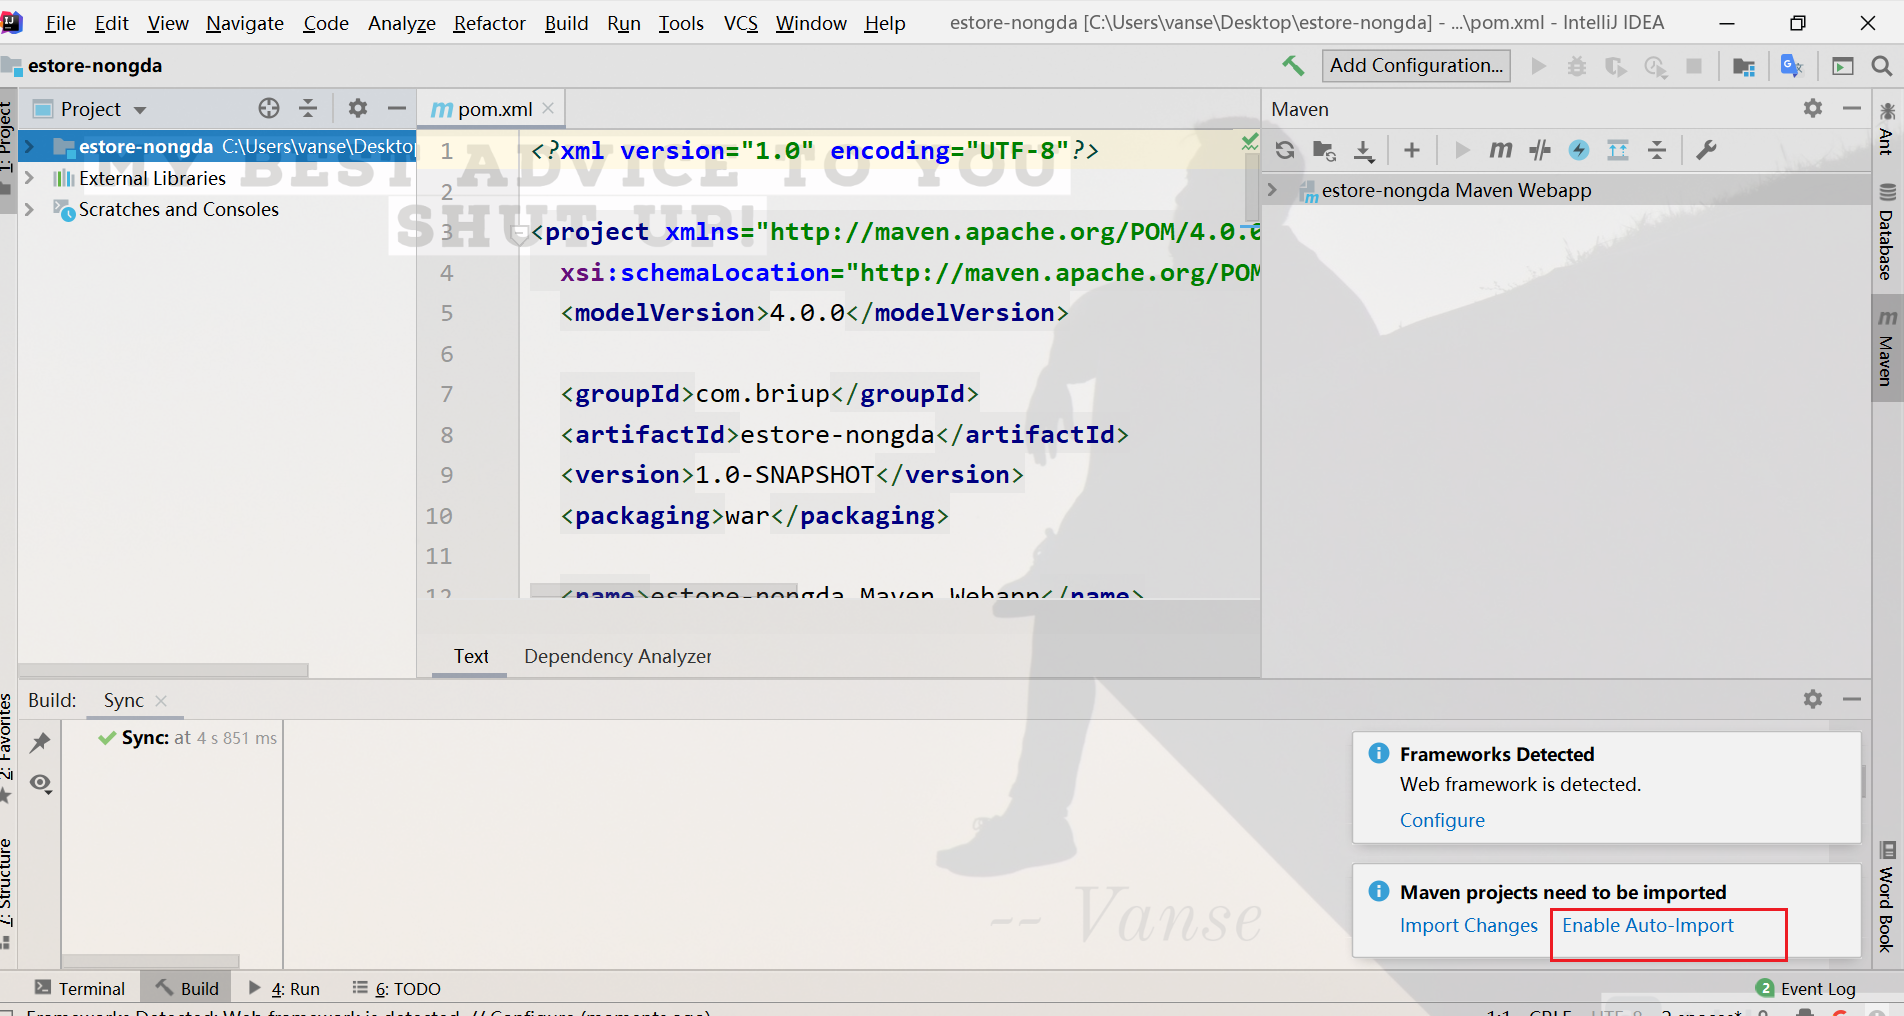 File Edit View Navigate Code Analyze Refactor Build Run Tools VCS Window Help estore-nongda [C:\Users\vanse\Desktop\estore-nongda] - ...\pom.xml - IntelliJ IDEA
estore-nongda Add Configuration...
1: Project
Project
pom.xml
Maven
Ant
estore-nongda C:\Users\vanse\Desktop
External Libraries
Scratches and Consoles
MY BEST ADVICE TO YOU
SHUT UP!
1 <?xml version="1.0" encoding="UTF-8"?>
2
3 <project xmlns="http://maven.apache.org/POM/4.0.0
4 xsi:schemaLocation="http://maven.apache.org/POM
5 <modelVersion>4.0.0</modelVersion>
6
7 <groupId>com.briup</groupId>
8 <artifactId>estore-nongda</artifactId>
9 <version>1.0-SNAPSHOT</version>
10 <packaging>war</packaging>
11
12 <name>estore-nongda Maven Webapp</name>
estore-nongda Maven Webapp
Database
Maven
Text Dependency Analyzer
Build: Sync
Sync: at 4 s 851 ms
2: Favorites
7: Structure
Frameworks Detected
Web framework is detected.
Configure
Maven projects need to be imported
Import Changes Enable Auto-Import
-- Vanse
Word Book
Terminal Build 4: Run 6: TODO 2 Event Log
Frameworks Detected: Web framework is detected. // Configure (moments ago) 1:1 CRLF UTF-8 2 spaces*